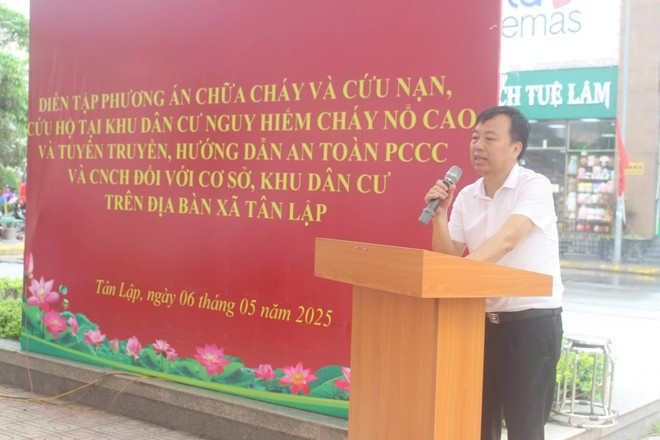 DIỄN TẬP PHƯƠNG ÁN CHỮA CHÁY VÀ CỨU NẠN,
CỨU HỘ TẠI KHU DÂN CƯ NGUY HIỂM CHÁY NỔ CAO
VÀ TUYÊN TRUYỀN, HƯỚNG DẪN AN TOÀN PCCC
VÀ CNCH ĐỐI VỚI CƠ SỞ, KHU DÂN CƯ
TRÊN ĐỊA BÀN XÃ TÂN LẬP
Tân Lập, ngày 06 tháng 05 năm 2025
emas
CH TUỆ LÂM